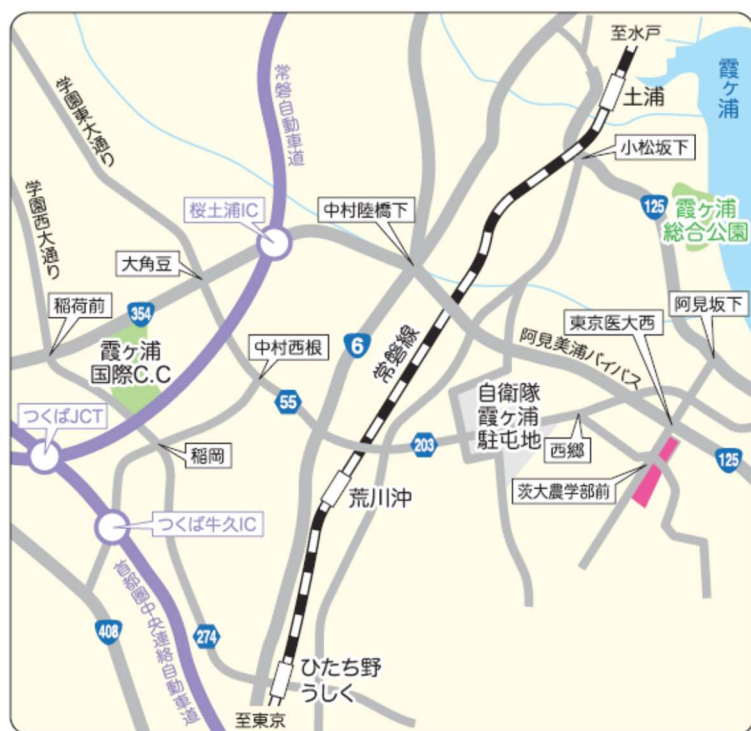 至水戸
土浦
霞ヶ浦
小松坂下
125
霞ヶ浦
総合公園
学園東大通り
学園西大通り
常磐自動車道
桜土浦IC
中村陸橋下
大角豆
稲荷前
354
霞ヶ浦
国際C.C
中村西根
6
常磐線
阿見坂下
東京医大西
阿見美浦バイパス
自衛隊
霞ヶ浦
駐屯地
55
203
西郷
125
茨大農学部前
つくばJCT
稲岡
荒川沖
つくば牛久IC
首都圏中央連絡自動車道
408
274
ひたち野
うしく
至東京